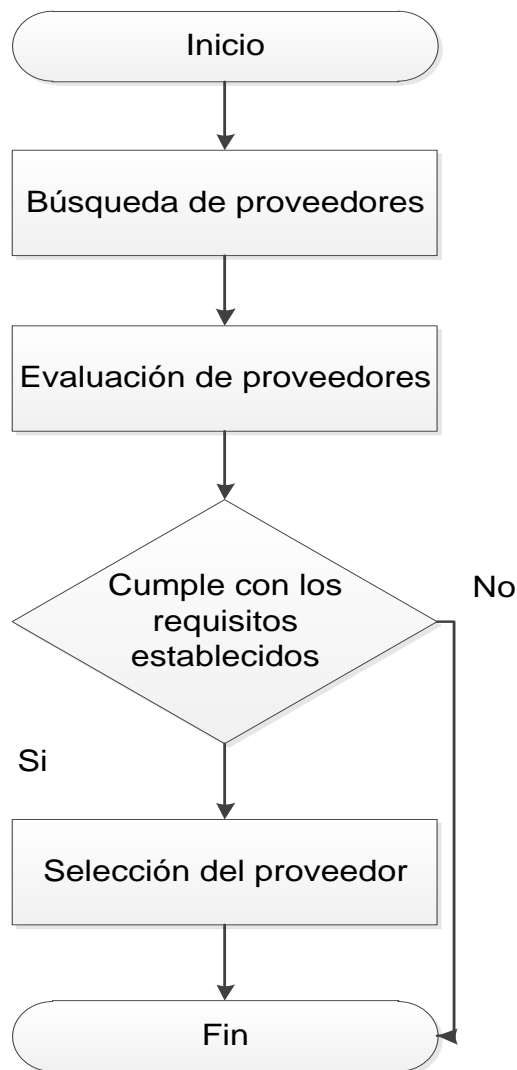 Inicio
Búsqueda de proveedores
Evaluación de proveedores
Cumple con los
requisitos
establecidos
No
Si
Selección del proveedor
Fin